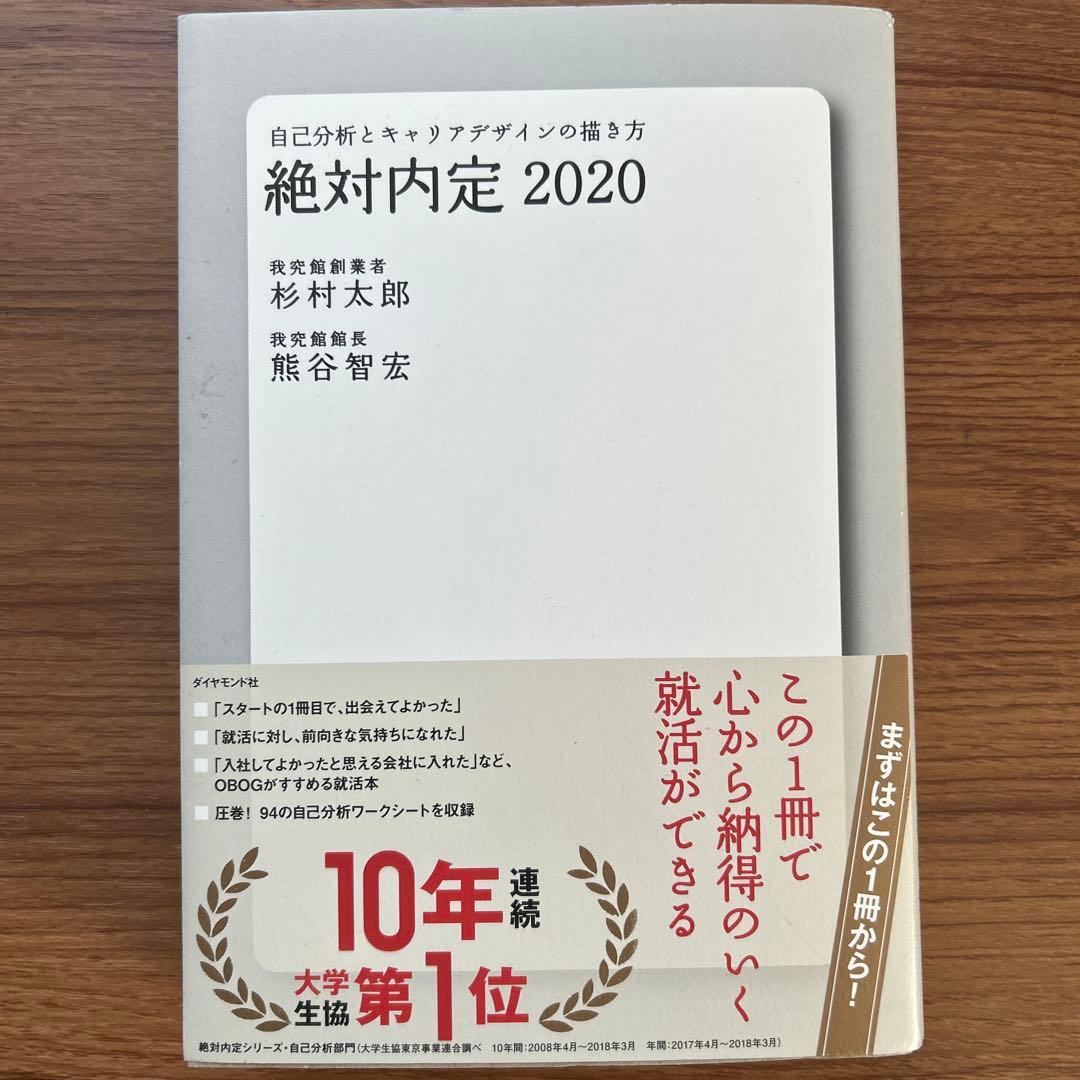 自己分析とキャリアデザインの描き方
絶対内定 2020
我究館創業者
杉村太郎
我究館館長
熊谷智宏
ダイヤモンド社
「スタートの1冊目で、出会えてよかった」
「就活に対し、前向きな気持ちになれた」
「入社してよかったと思える会社に入れた」など、
OBOGがすすめる就活本
圧巻! 94の自己分析ワークシートを収録
この1冊で
心から納得のいく
就活ができる
まずはこの1冊から!
10年連続
大学生協 第1位
絶対内定シリーズ・自己分析部門(大学生協東京事業連合調べ 10年間:2008年4月〜2018年3月 年間:2017年4月〜2018年3月)